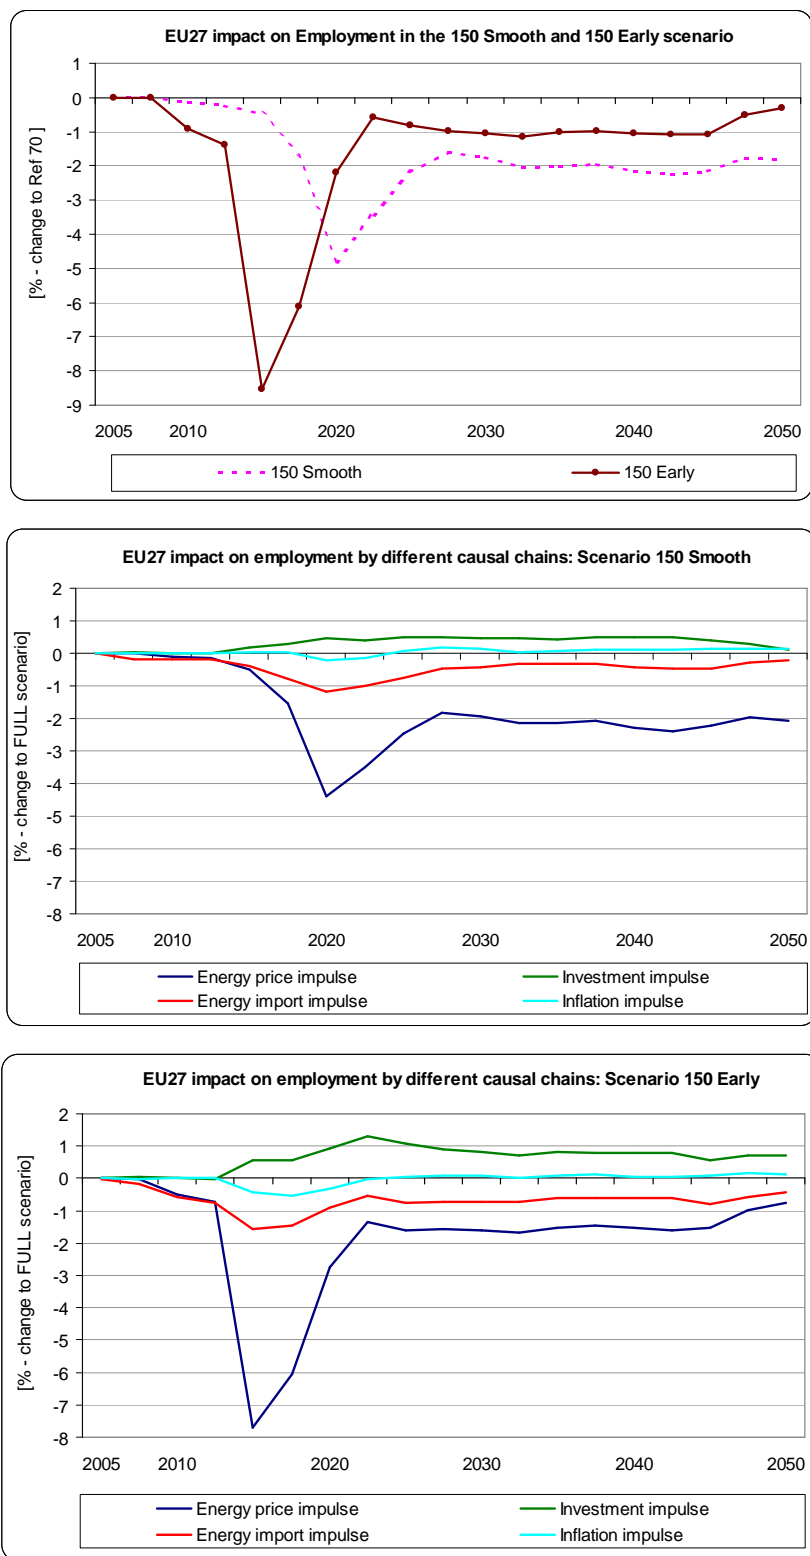 EU27 impact on Employment in the 150 Smooth and 150 Early scenario
[% - change to Ref 70 ]
1
0
-1
-2
-3
-4
-5
-6
-7
-8
-9
2005 2010 2020 2030 2040 2050
150 Smooth 150 Early
EU27 impact on employment by different causal chains: Scenario 150 Smooth
[% - change to FULL scenario]
2
1
0
-1
-2
-3
-4
-5
-6
-7
-8
2005 2010 2020 2030 2040 2050
Energy price impulse Investment impulse
Energy import impulse Inflation impulse
EU27 impact on employment by different causal chains: Scenario 150 Early
[% - change to FULL scenario]
2
1
0
-1
-2
-3
-4
-5
-6
-7
-8
2005 2010 2020 2030 2040 2050
Energy price impulse Investment impulse
Energy import impulse Inflation impulse